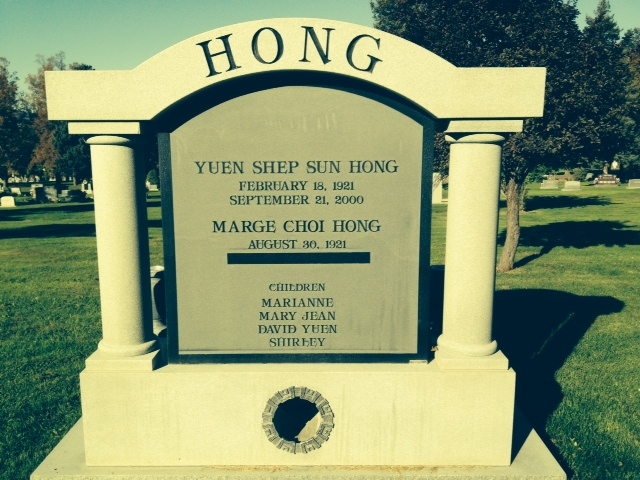 HONG
YUEN SHEP SUN HONG
FEBRUARY 18, 1921
SEPTEMBER 21, 2000
MARGE CHOI HONG
AUGUST 30, 1921
CHILDREN
MARIANNE
MARY JEAN
DAVID YUEN
SHIRLEY